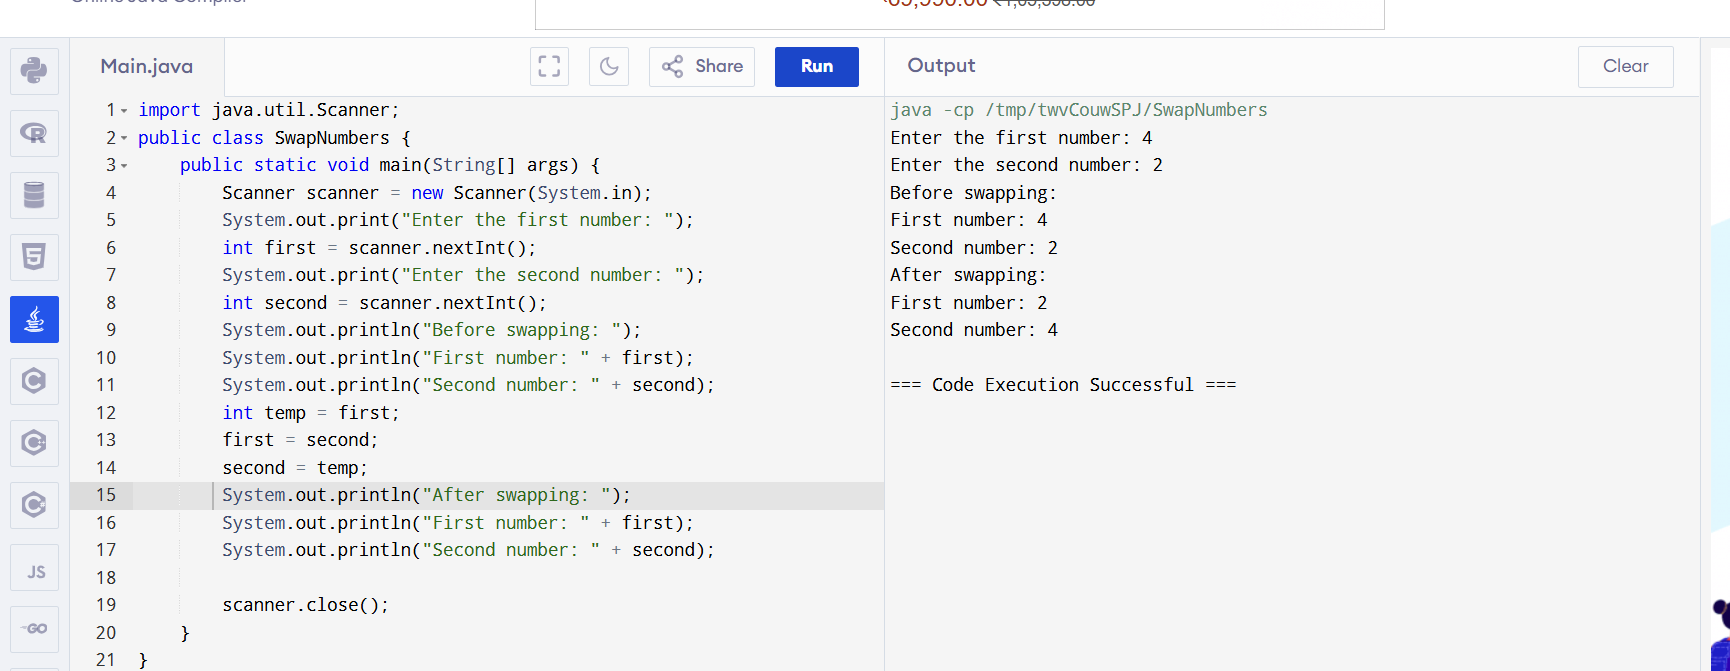 Online Java Compiler
Main.java
Share
Run
Output
Clear
1 import java.util.Scanner;
2 public class SwapNumbers {
3 public static void main(String[] args) {
4 Scanner scanner = new Scanner(System.in);
5 System.out.print("Enter the first number: ");
6 int first = scanner.nextInt();
7 System.out.print("Enter the second number: ");
8 int second = scanner.nextInt();
9 System.out.println("Before swapping: ");
10 System.out.println("First number: " + first);
11 System.out.println("Second number: " + second);
12 int temp = first;
13 first = second;
14 second = temp;
15 System.out.println("After swapping: ");
16 System.out.println("First number: " + first);
17 System.out.println("Second number: " + second);
18
19 scanner.close();
20 }
21 }
java -cp /tmp/twvCouwSPJ/SwapNumbers
Enter the first number: 4
Enter the second number: 2
Before swapping:
First number: 4
Second number: 2
After swapping:
First number: 2
Second number: 4
=== Code Execution Successful ===
R
5
C
C
C
JS
GO